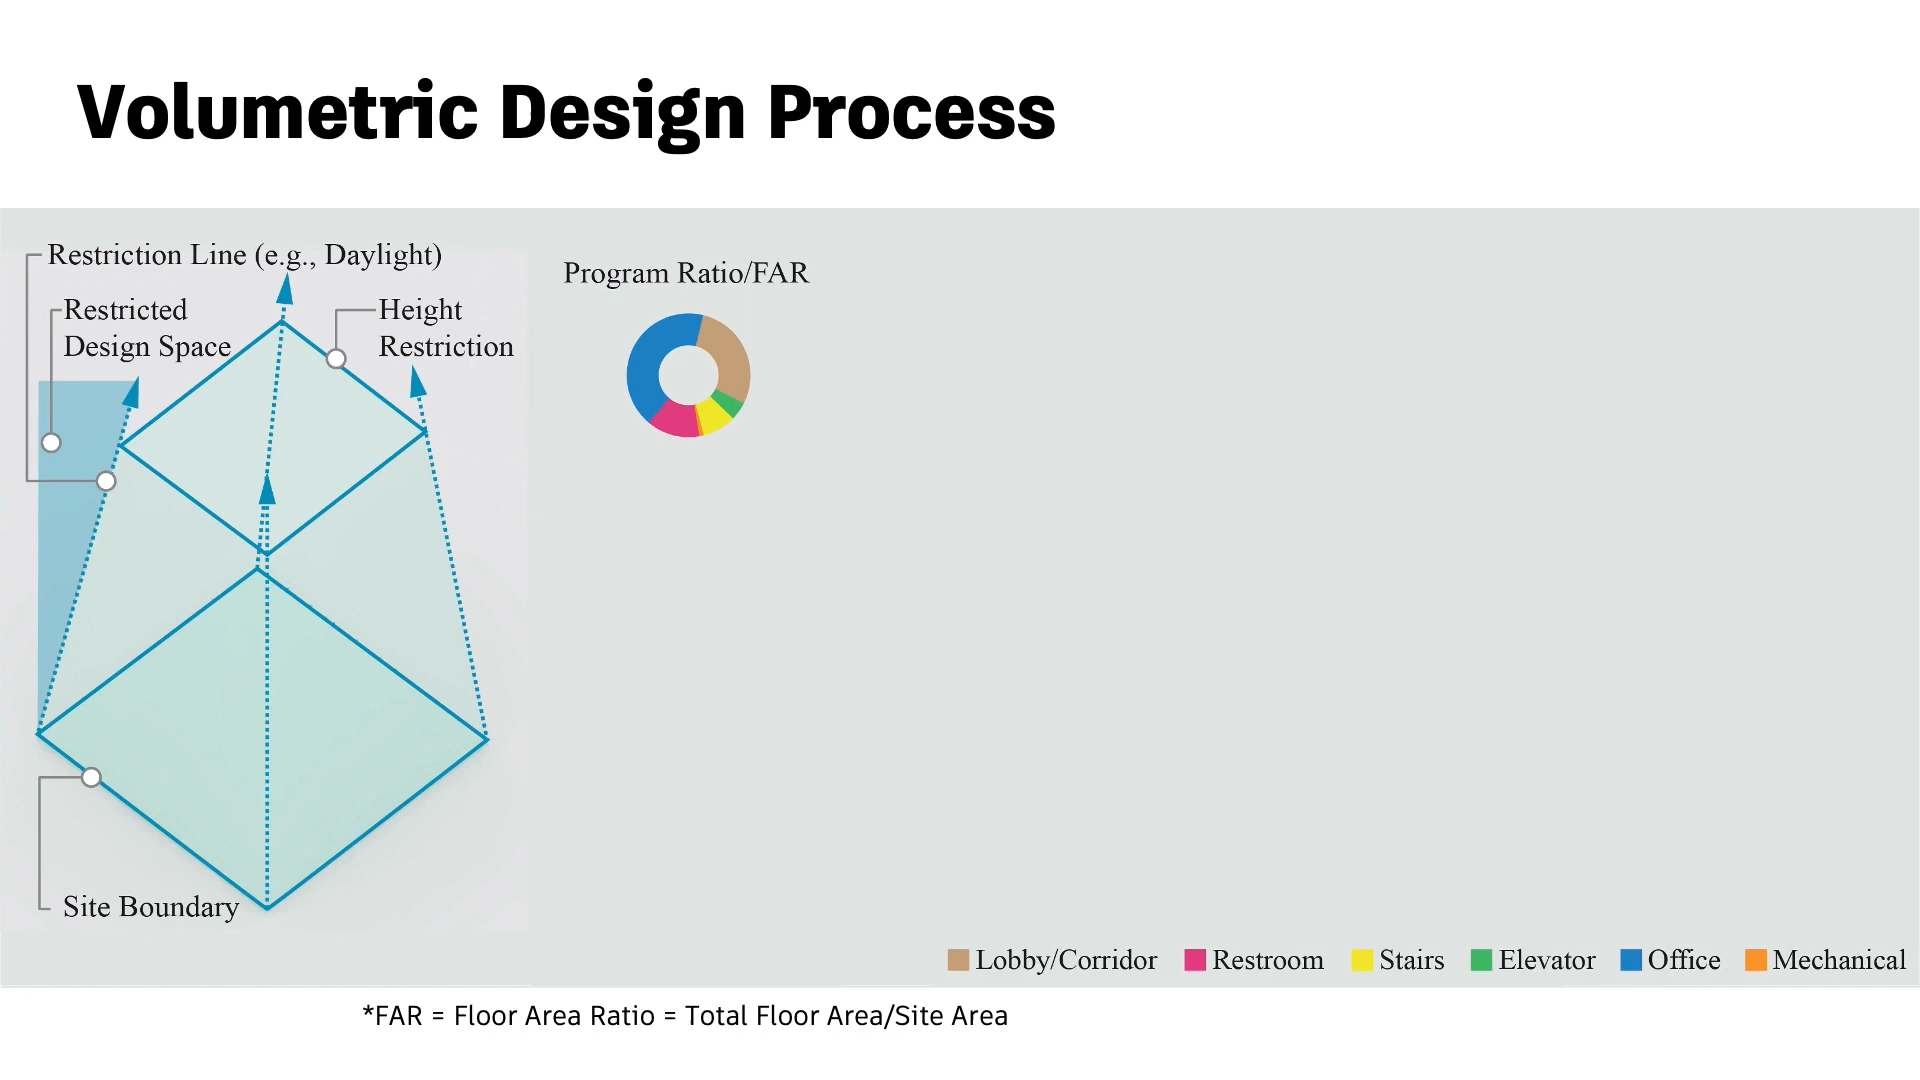 Volumetric Design Process
Restriction Line (e.g., Daylight)
Restricted
Design Space
Height
Restriction
Site Boundary
Program Ratio/FAR
Lobby/Corridor
Restroom
Stairs
Elevator
Office
Mechanical
*FAR = Floor Area Ratio = Total Floor Area/Site Area